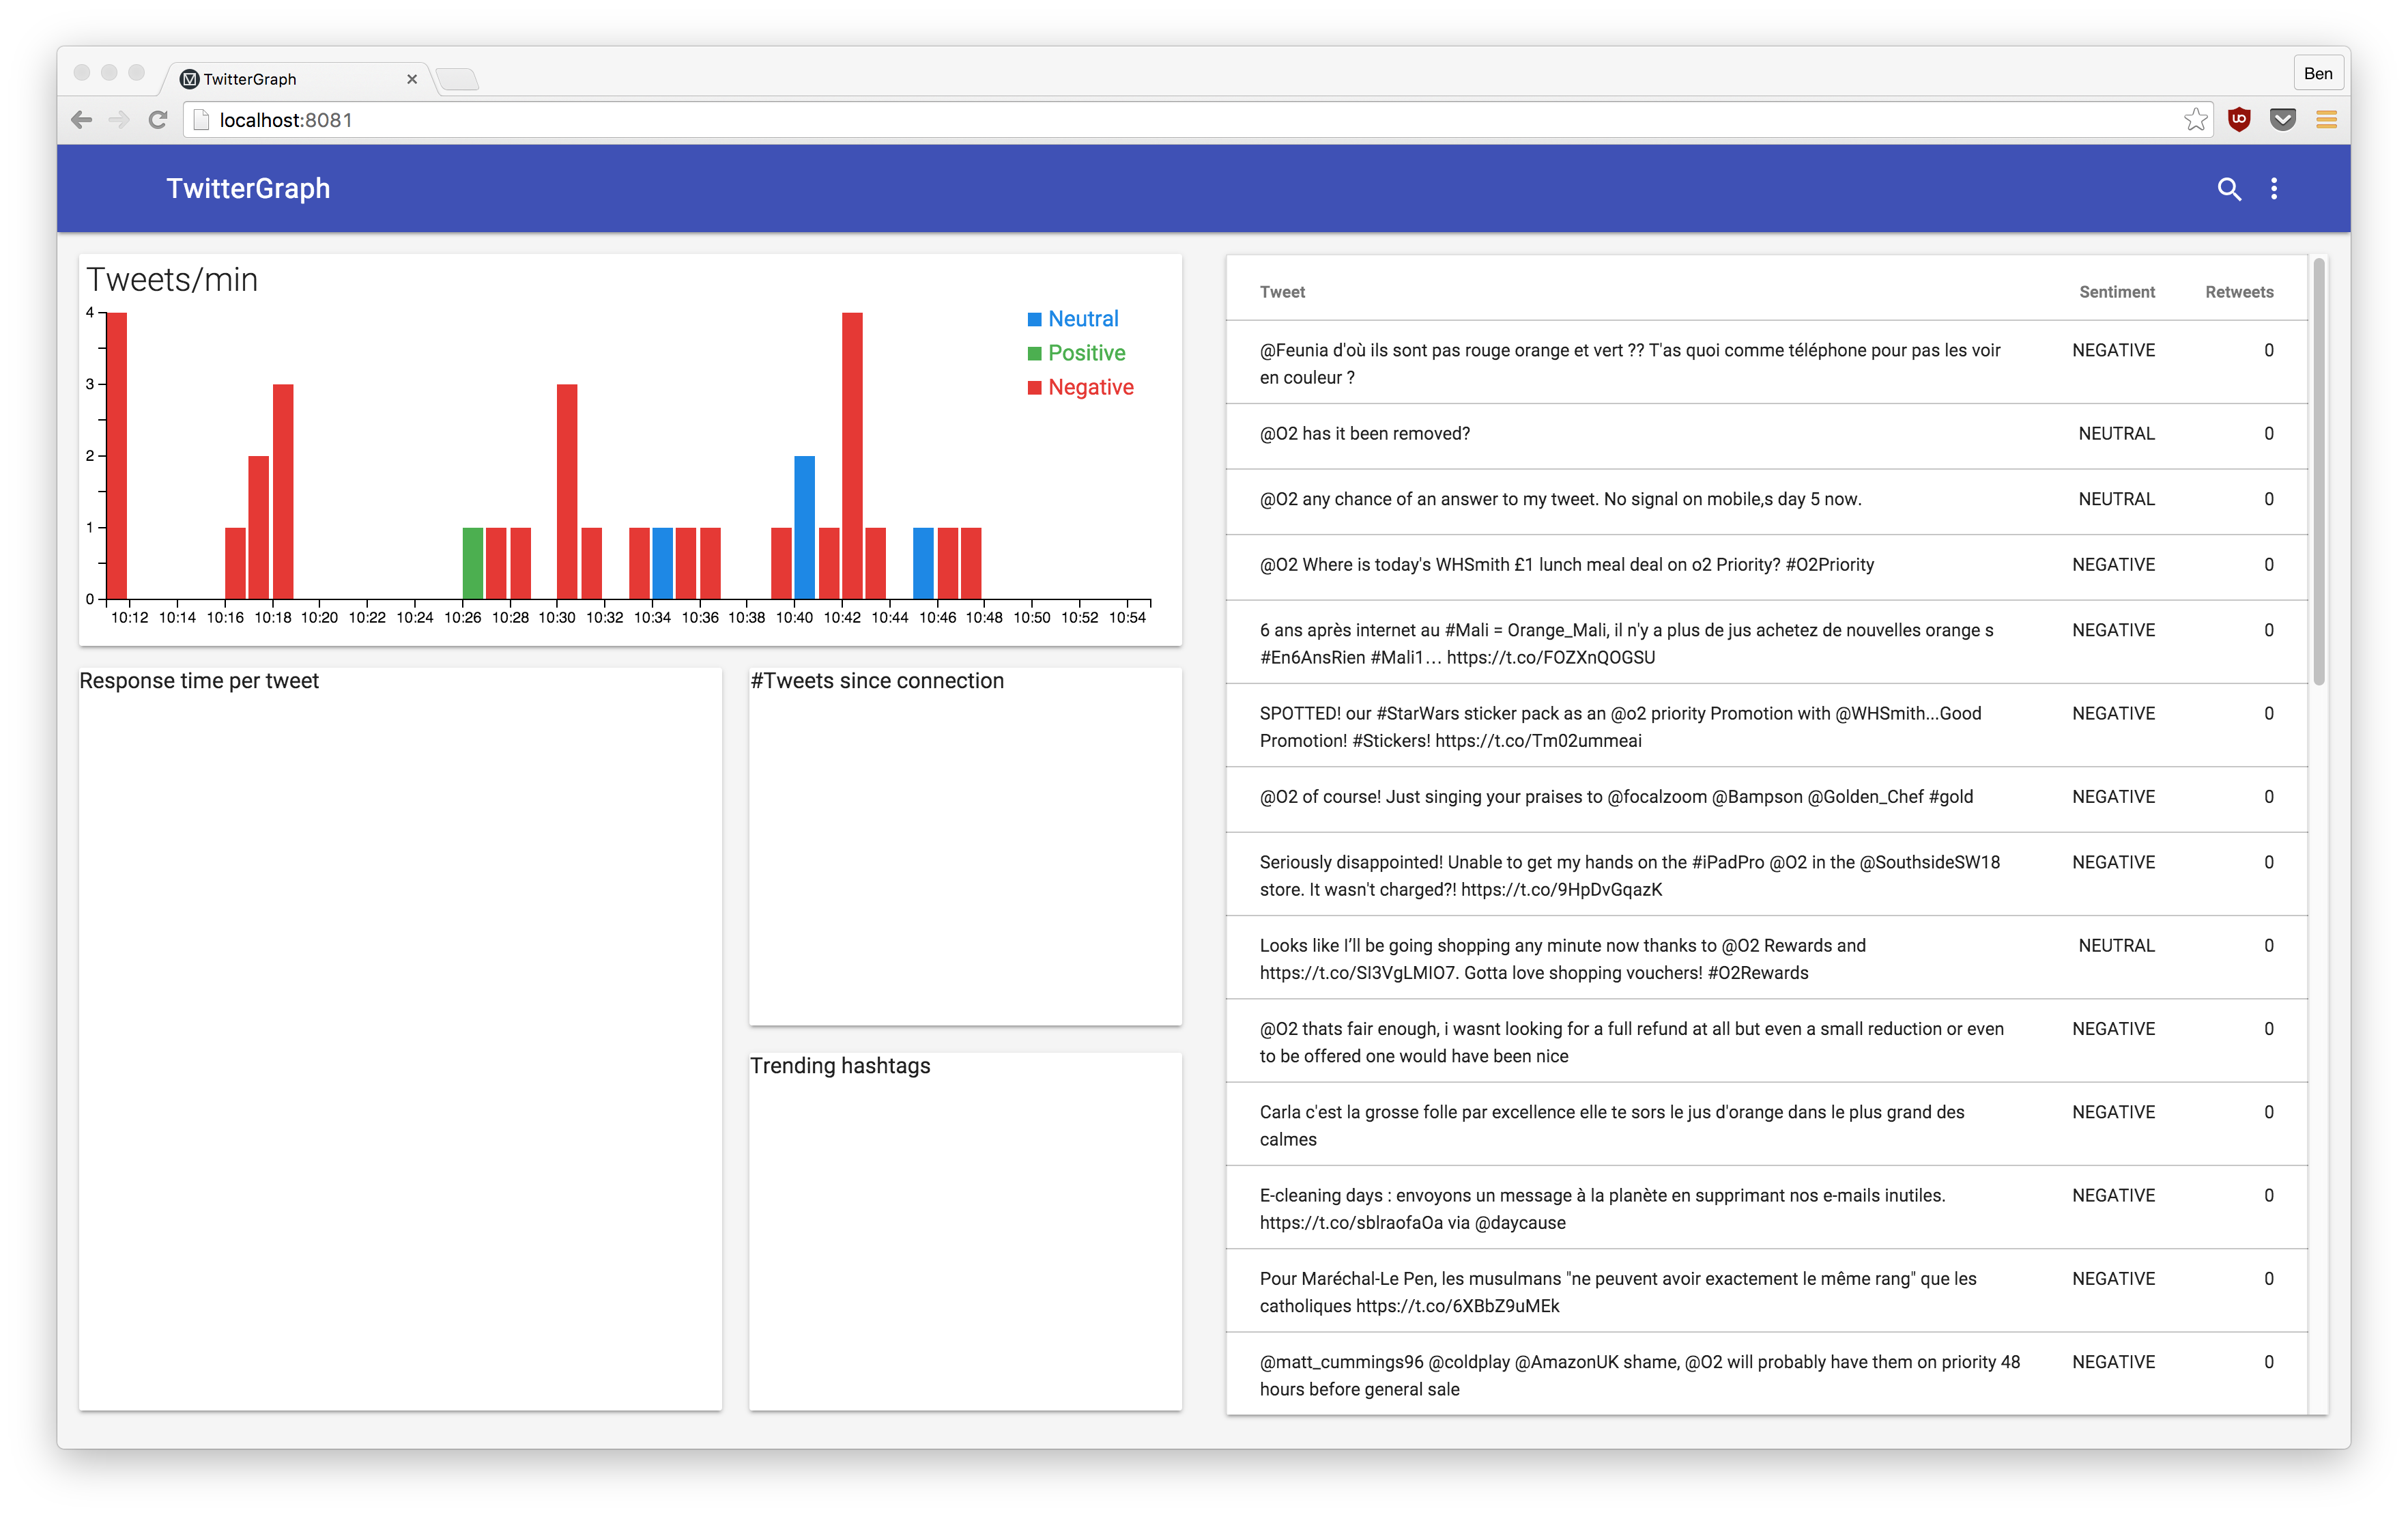 TwitterGraph
Ben
localhost:8081
TwitterGraph
Tweets/min
4
3
2
1
0
Neutral
Positive
Negative
10:12 10:14 10:16 10:18 10:20 10:22 10:24 10:26 10:28 10:30 10:32 10:34 10:36 10:38 10:40 10:42 10:44 10:46 10:48 10:50 10:52 10:54
Response time per tweet
#Tweets since connection
Trending hashtags
Tweet Sentiment Retweets
@Feunia d'où ils sont pas rouge orange et vert ?? T'as quoi comme téléphone pour pas les voir NEGATIVE 0
en couleur ?
@O2 has it been removed? NEUTRAL 0
@O2 any chance of an answer to my tweet. No signal on mobile,s day 5 now. NEUTRAL 0
@O2 Where is today's WHSmith £1 lunch meal deal on o2 Priority? #O2Priority NEGATIVE 0
6 ans après internet au #Mali = Orange_Mali, il n'y a plus de jus achetez de nouvelles orange s NEGATIVE 0
#En6AnsRien #Mali1… https://t.co/FOZXnQOGSU
SPOTTED! our #StarWars sticker pack as an @o2 priority Promotion with @WHSmith...Good NEGATIVE 0
Promotion! #Stickers! https://t.co/Tm02ummeai
@O2 of course! Just singing your praises to @focalzoom @Bampson @Golden_Chef #gold NEGATIVE 0
Seriously disappointed! Unable to get my hands on the #iPadPro @O2 in the @SouthsideSW18 NEGATIVE 0
store. It wasn't charged?! https://t.co/9HpDvGqazK
Looks like I’ll be going shopping any minute now thanks to @O2 Rewards and NEUTRAL 0
https://t.co/SI3VgLMIO7. Gotta love shopping vouchers! #O2Rewards
@O2 thats fair enough, i wasnt looking for a full refund at all but even a small reduction or even NEGATIVE 0
to be offered one would have been nice
Carla c'est la grosse folle par excellence elle te sors le jus d'orange dans le plus grand des NEGATIVE 0
calmes
E-cleaning days : envoyons un message à la planète en supprimant nos e-mails inutiles. NEGATIVE 0
https://t.co/sblraofaOa via @daycause
Pour Maréchal-Le Pen, les musulmans "ne peuvent avoir exactement le même rang" que les NEGATIVE 0
catholiques https://t.co/6XBbZ9uMEk
@matt_cummings96 @coldplay @AmazonUK shame, @O2 will probably have them on priority 48 NEGATIVE 0
hours before general sale